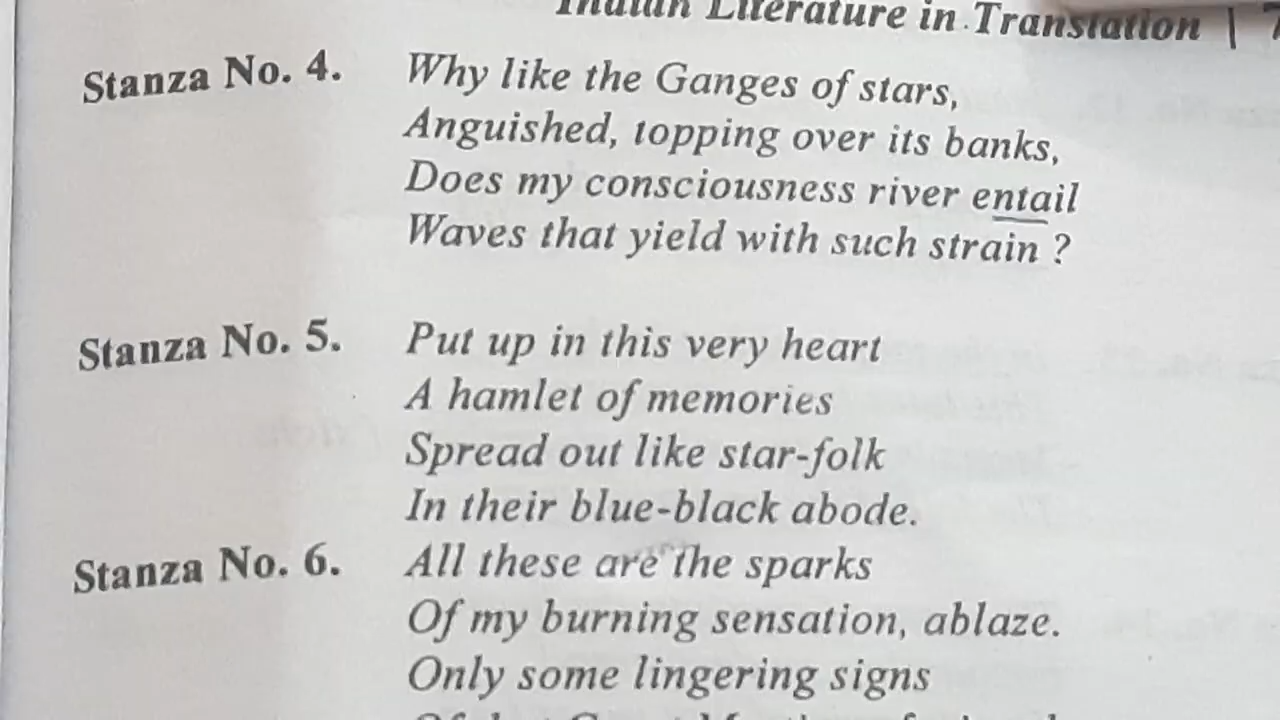 Indian Literature in Translation | 7
Stanza No. 4. Why like the Ganges of stars,
Anguished, topping over its banks,
Does my consciousness river entail
Waves that yield with such strain ?
Stanza No. 5. Put up in this very heart
A hamlet of memories
Spread out like star-folk
In their blue-black abode.
Stanza No. 6. All these are the sparks
Of my burning sensation, ablaze.
Only some lingering signs